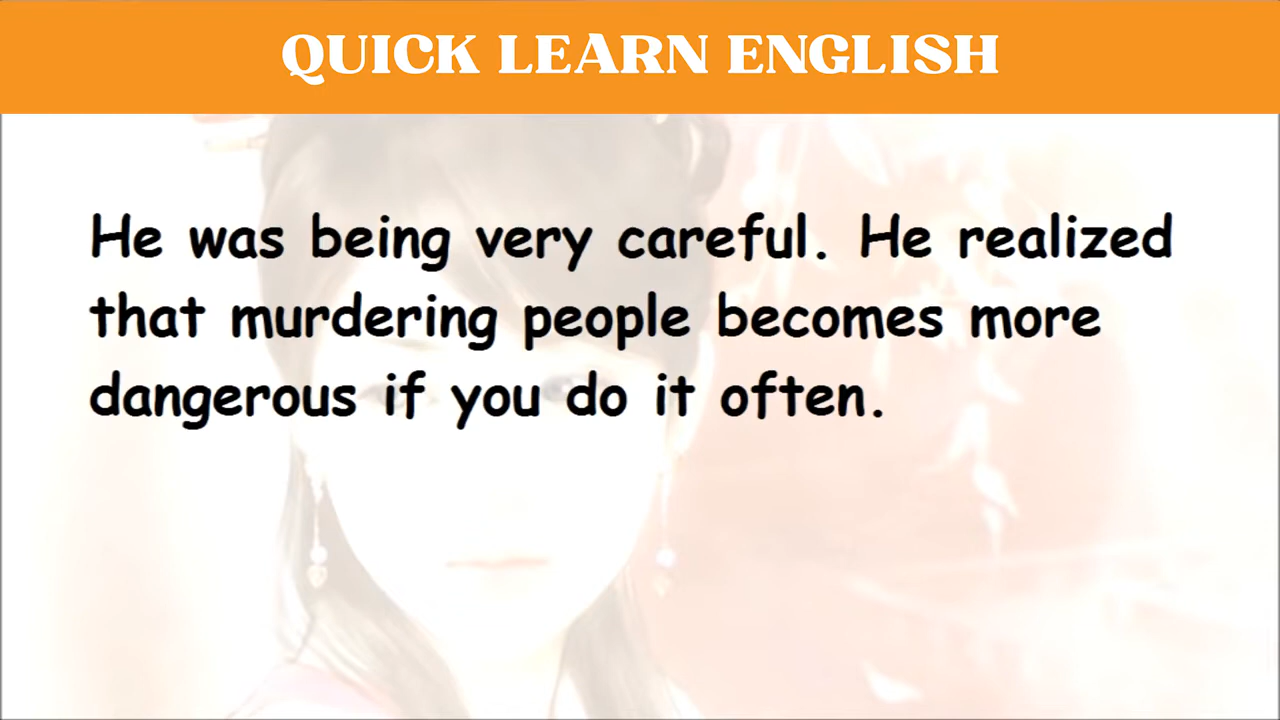 QUICK LEARN ENGLISH
He was being very careful. He realized
that murdering people becomes more
dangerous if you do it often.